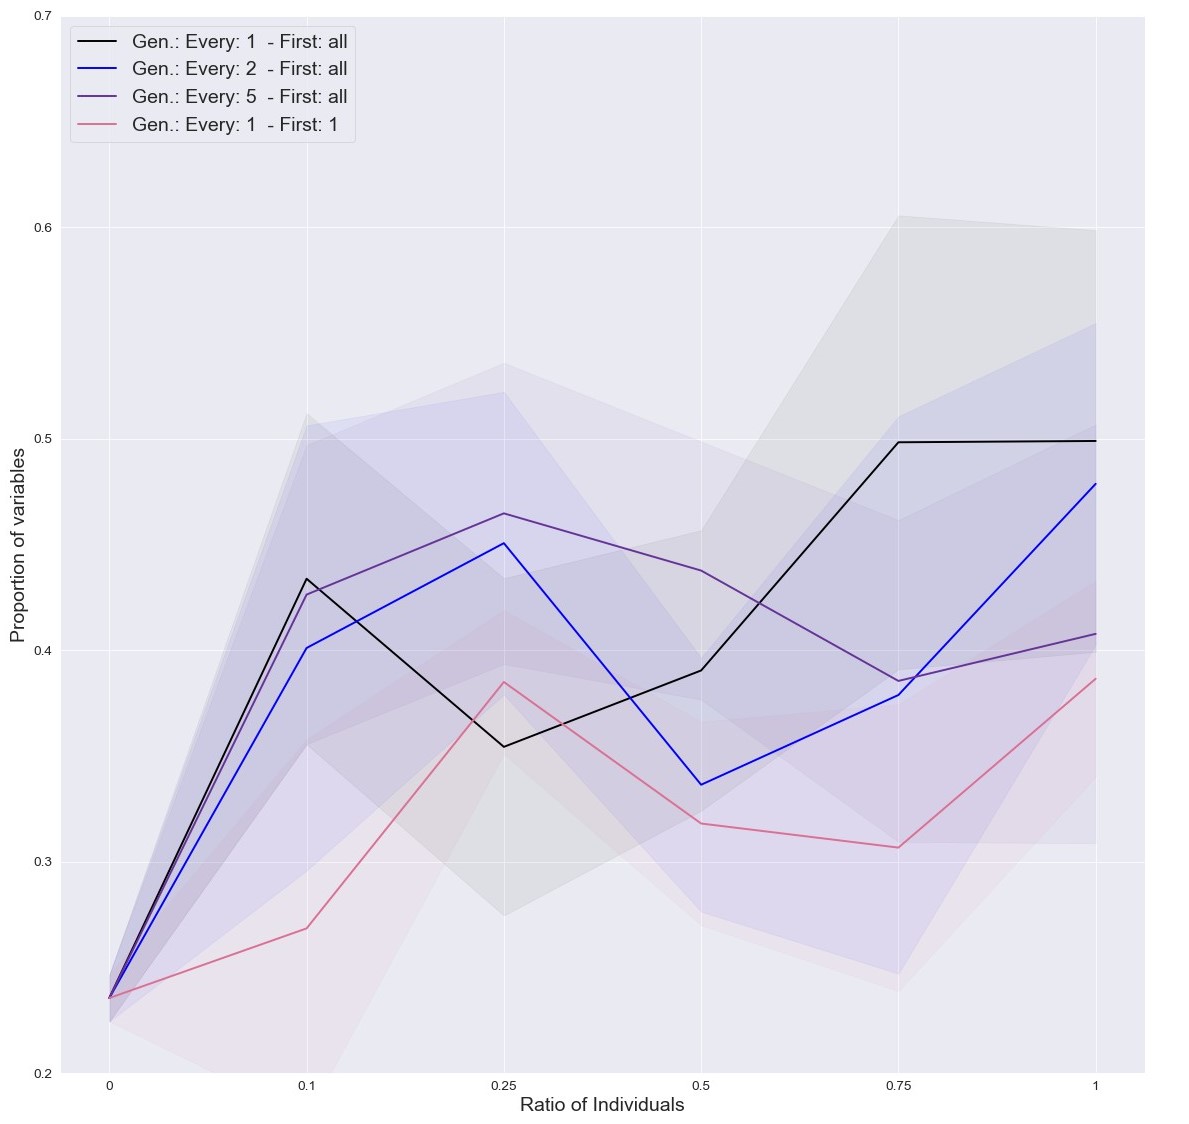 0.7
Gen.: Every: 1  - First: all
Gen.: Every: 2  - First: all
Gen.: Every: 5  - First: all
Gen.: Every: 1  - First: 1
0.6
0.5
Proportion of variables
0.4
0.3
0.2
0 0.1 0.25 0.5 0.75 1
Ratio of Individuals